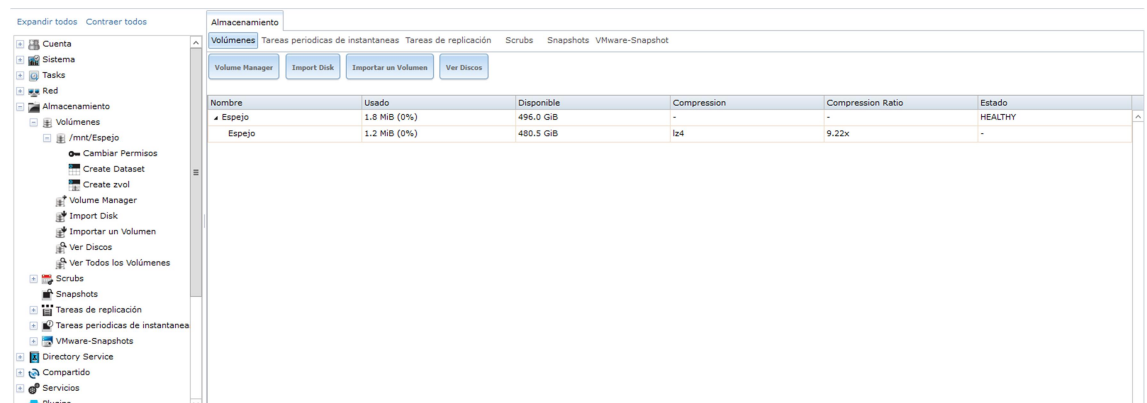 Expandir todos Contraer todos
Cuenta
Sistema
Tasks
Red
Almacenamiento
Volúmenes
/mnt/Espejo
Cambiar Permisos
Create Dataset
Create zvol
Volume Manager
Import Disk
Importar un Volumen
Ver Discos
Ver Todos los Volúmenes
Scrubs
Snapshots
Tareas de replicación
Tareas periodicas de instantanea
VMware-Snapshots
Directory Service
Compartido
Servicios
Plugins
Almacenamiento
Volúmenes Tareas periodicas de instantaneas Tareas de replicación Scrubs Snapshots VMware-Snapshot
Volume Manager Import Disk Importar un Volumen Ver Discos
Nombre Usado Disponible Compression Compression Ratio Estado
Espejo 1.8 MiB (0%) 496.0 GiB - - HEALTHY
Espejo 1.2 MiB (0%) 480.5 GiB lz4 9.22x -